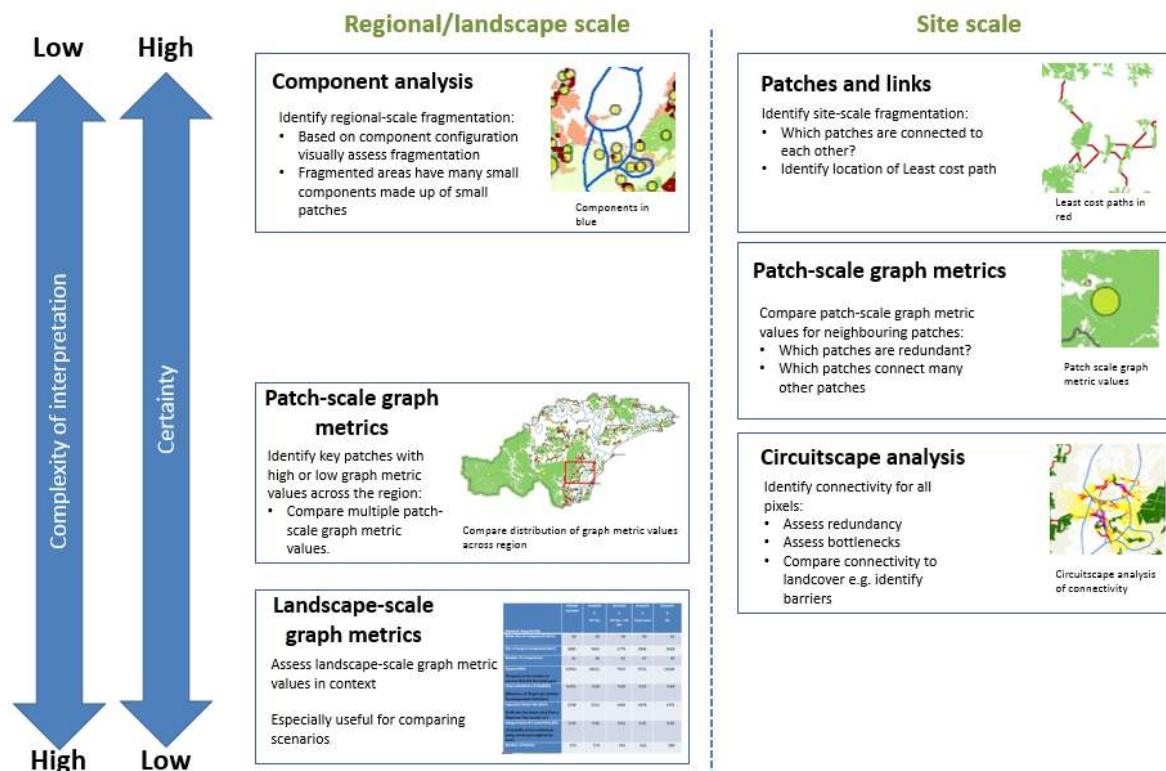 Low
High
Complexity of interpretation
Certainty
High
Low
Regional/landscape scale
Component analysis
Identify regional-scale fragmentation:
• Based on component configuration
visually assess fragmentation
• Fragmented areas have many small
components made up of small
patches
Components in
blue
Patch-scale graph
metrics
Identify key patches with
high or low graph metric
values across the region:
• Compare multiple patch-
scale graph metric
values.
Compare distribution of graph metric values
across region
Landscape-scale
graph metrics
Assess landscape-scale graph metric
values in context
Especially useful for comparing
scenarios
Site scale
Patches and links
Identify site-scale fragmentation:
• Which patches are connected to
each other?
• Identify location of Least cost path
Least cost paths in
red
Patch-scale graph metrics
Compare patch-scale graph metric
values for neighbouring patches:
• Which patches are redundant?
• Which patches connect many
other patches
Patch scale graph
metric values
Circuitscape analysis
Identify connectivity for all
pixels:
• Assess redundancy
• Assess bottlenecks
• Compare connectivity to
landcover e.g. identify
barriers
Circuitscape analysis
of connectivity